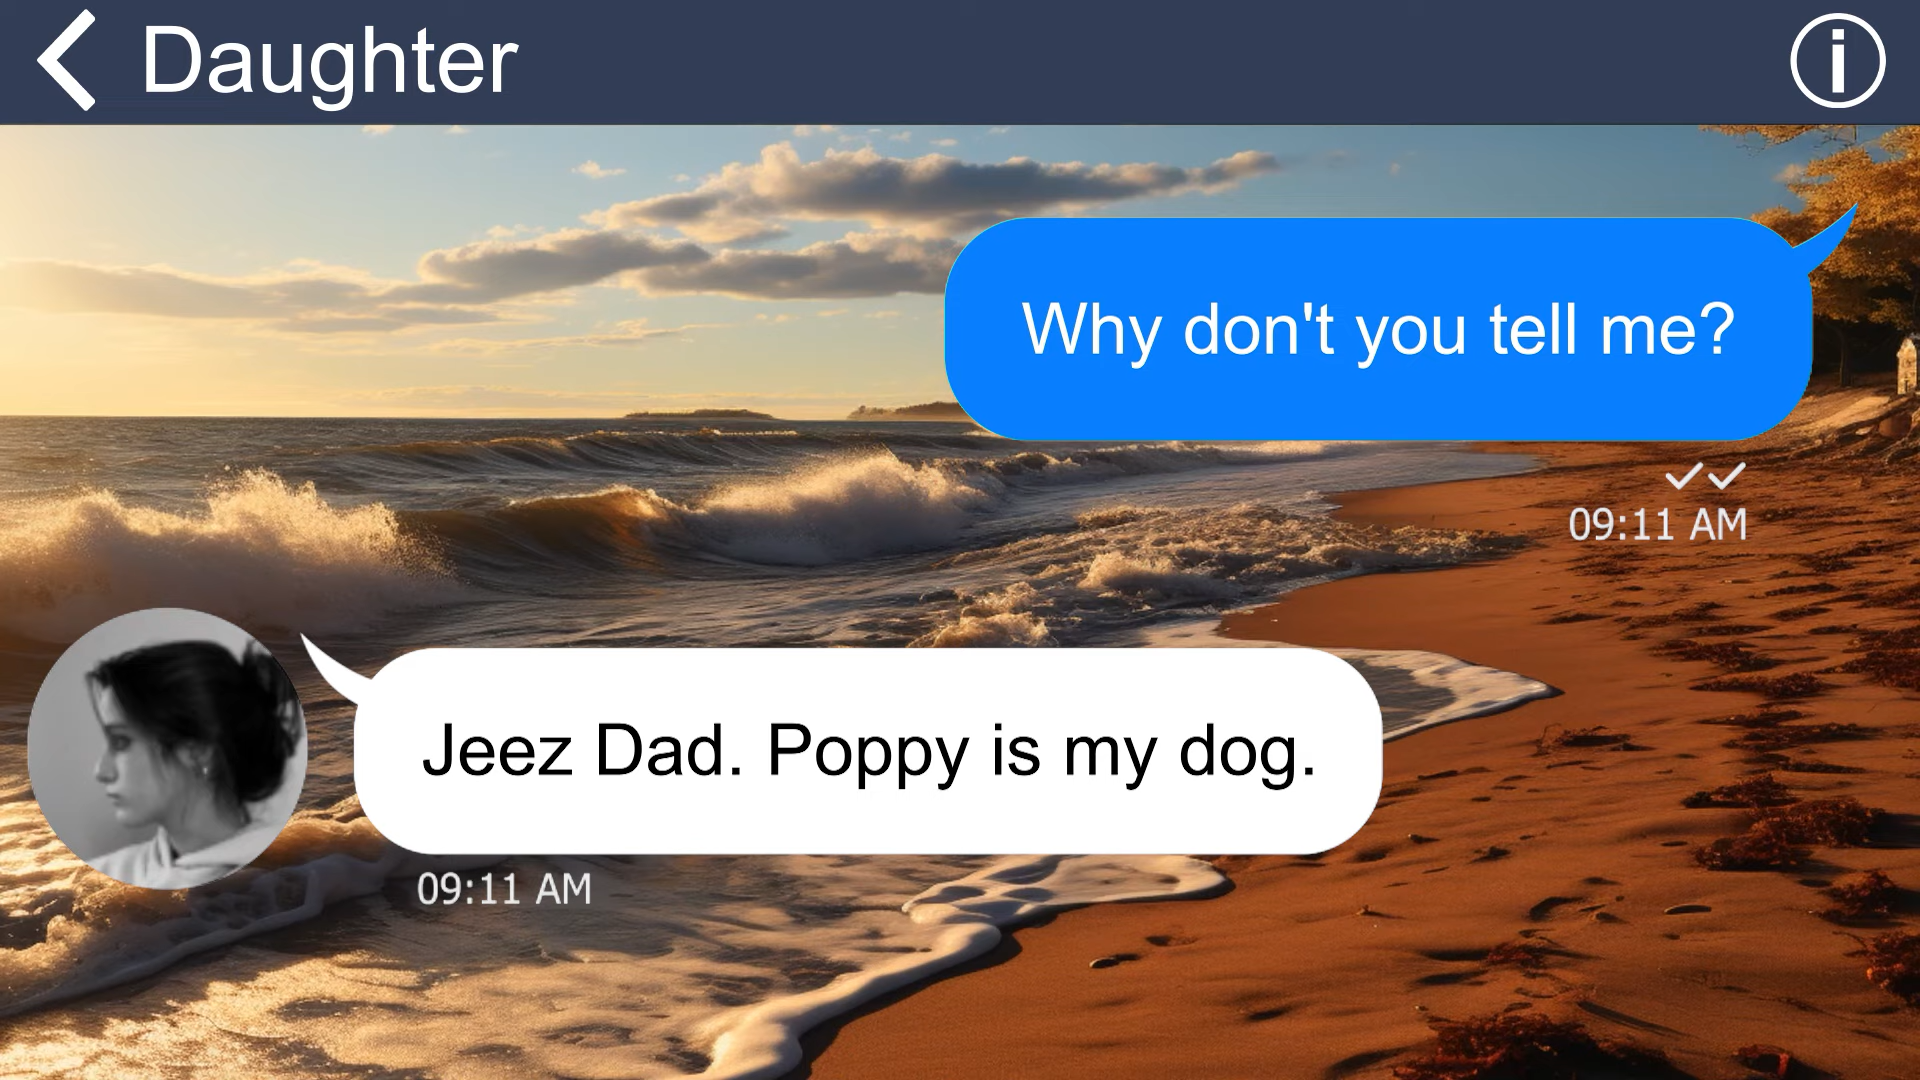 Daughter
Why don't you tell me?
09:11 AM
Jeez Dad. Poppy is my dog.
09:11 AM